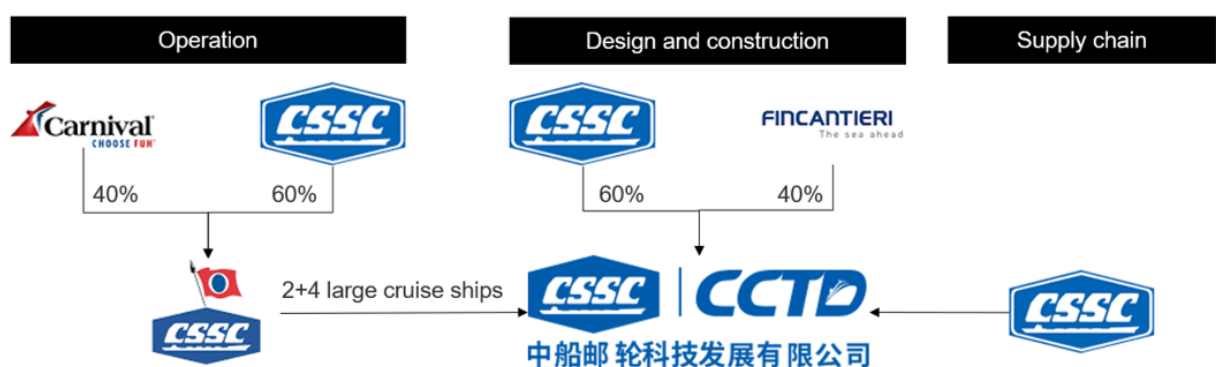 Operation
Design and construction
Supply chain
Carnival
CHOOSE FUN
CSSC
CSSC
FINCANTIERI
The sea ahead
40%
60%
60%
40%
CSSC
2+4 large cruise ships
CSSC
CCTD
中船邮轮科技发展有限公司
CSSC